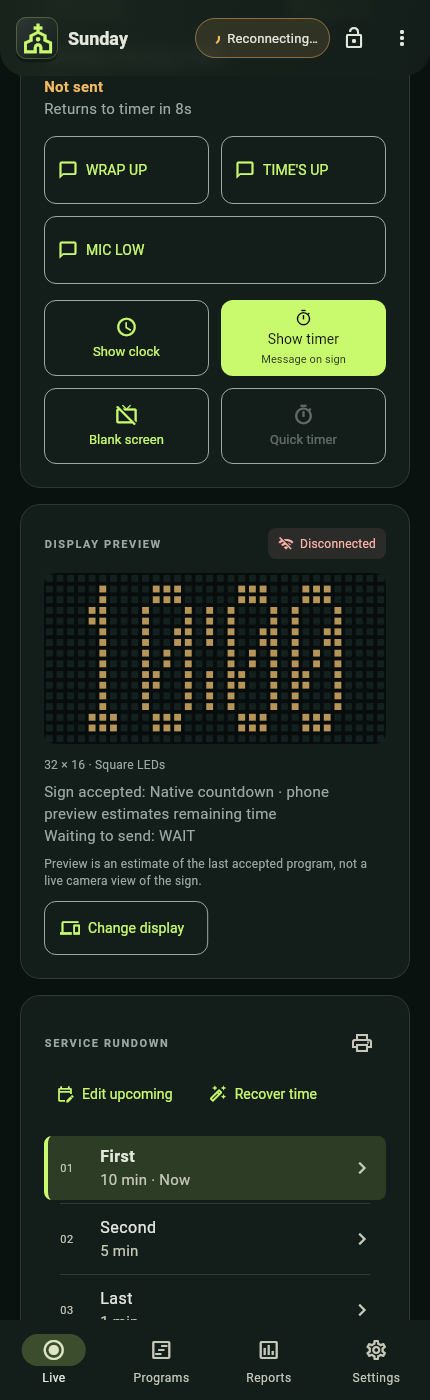 Sunday
Reconnecting...
Not sent
Returns to timer in 8s
WRAP UP
TIME'S UP
MIC LOW
Show clock
Show timer
Message on sign
Blank screen
Quick timer
DISPLAY PREVIEW
Disconnected
10:00
32 × 16 · Square LEDs
Sign accepted: Native countdown · phone
preview estimates remaining time
Waiting to send: WAIT
Preview is an estimate of the last accepted program, not a
live camera view of the sign.
Change display
SERVICE RUNDOWN
Edit upcoming
Recover time
01
First
10 min · Now
02
Second
5 min
03
Last
1 min
Live
Programs
Reports
Settings